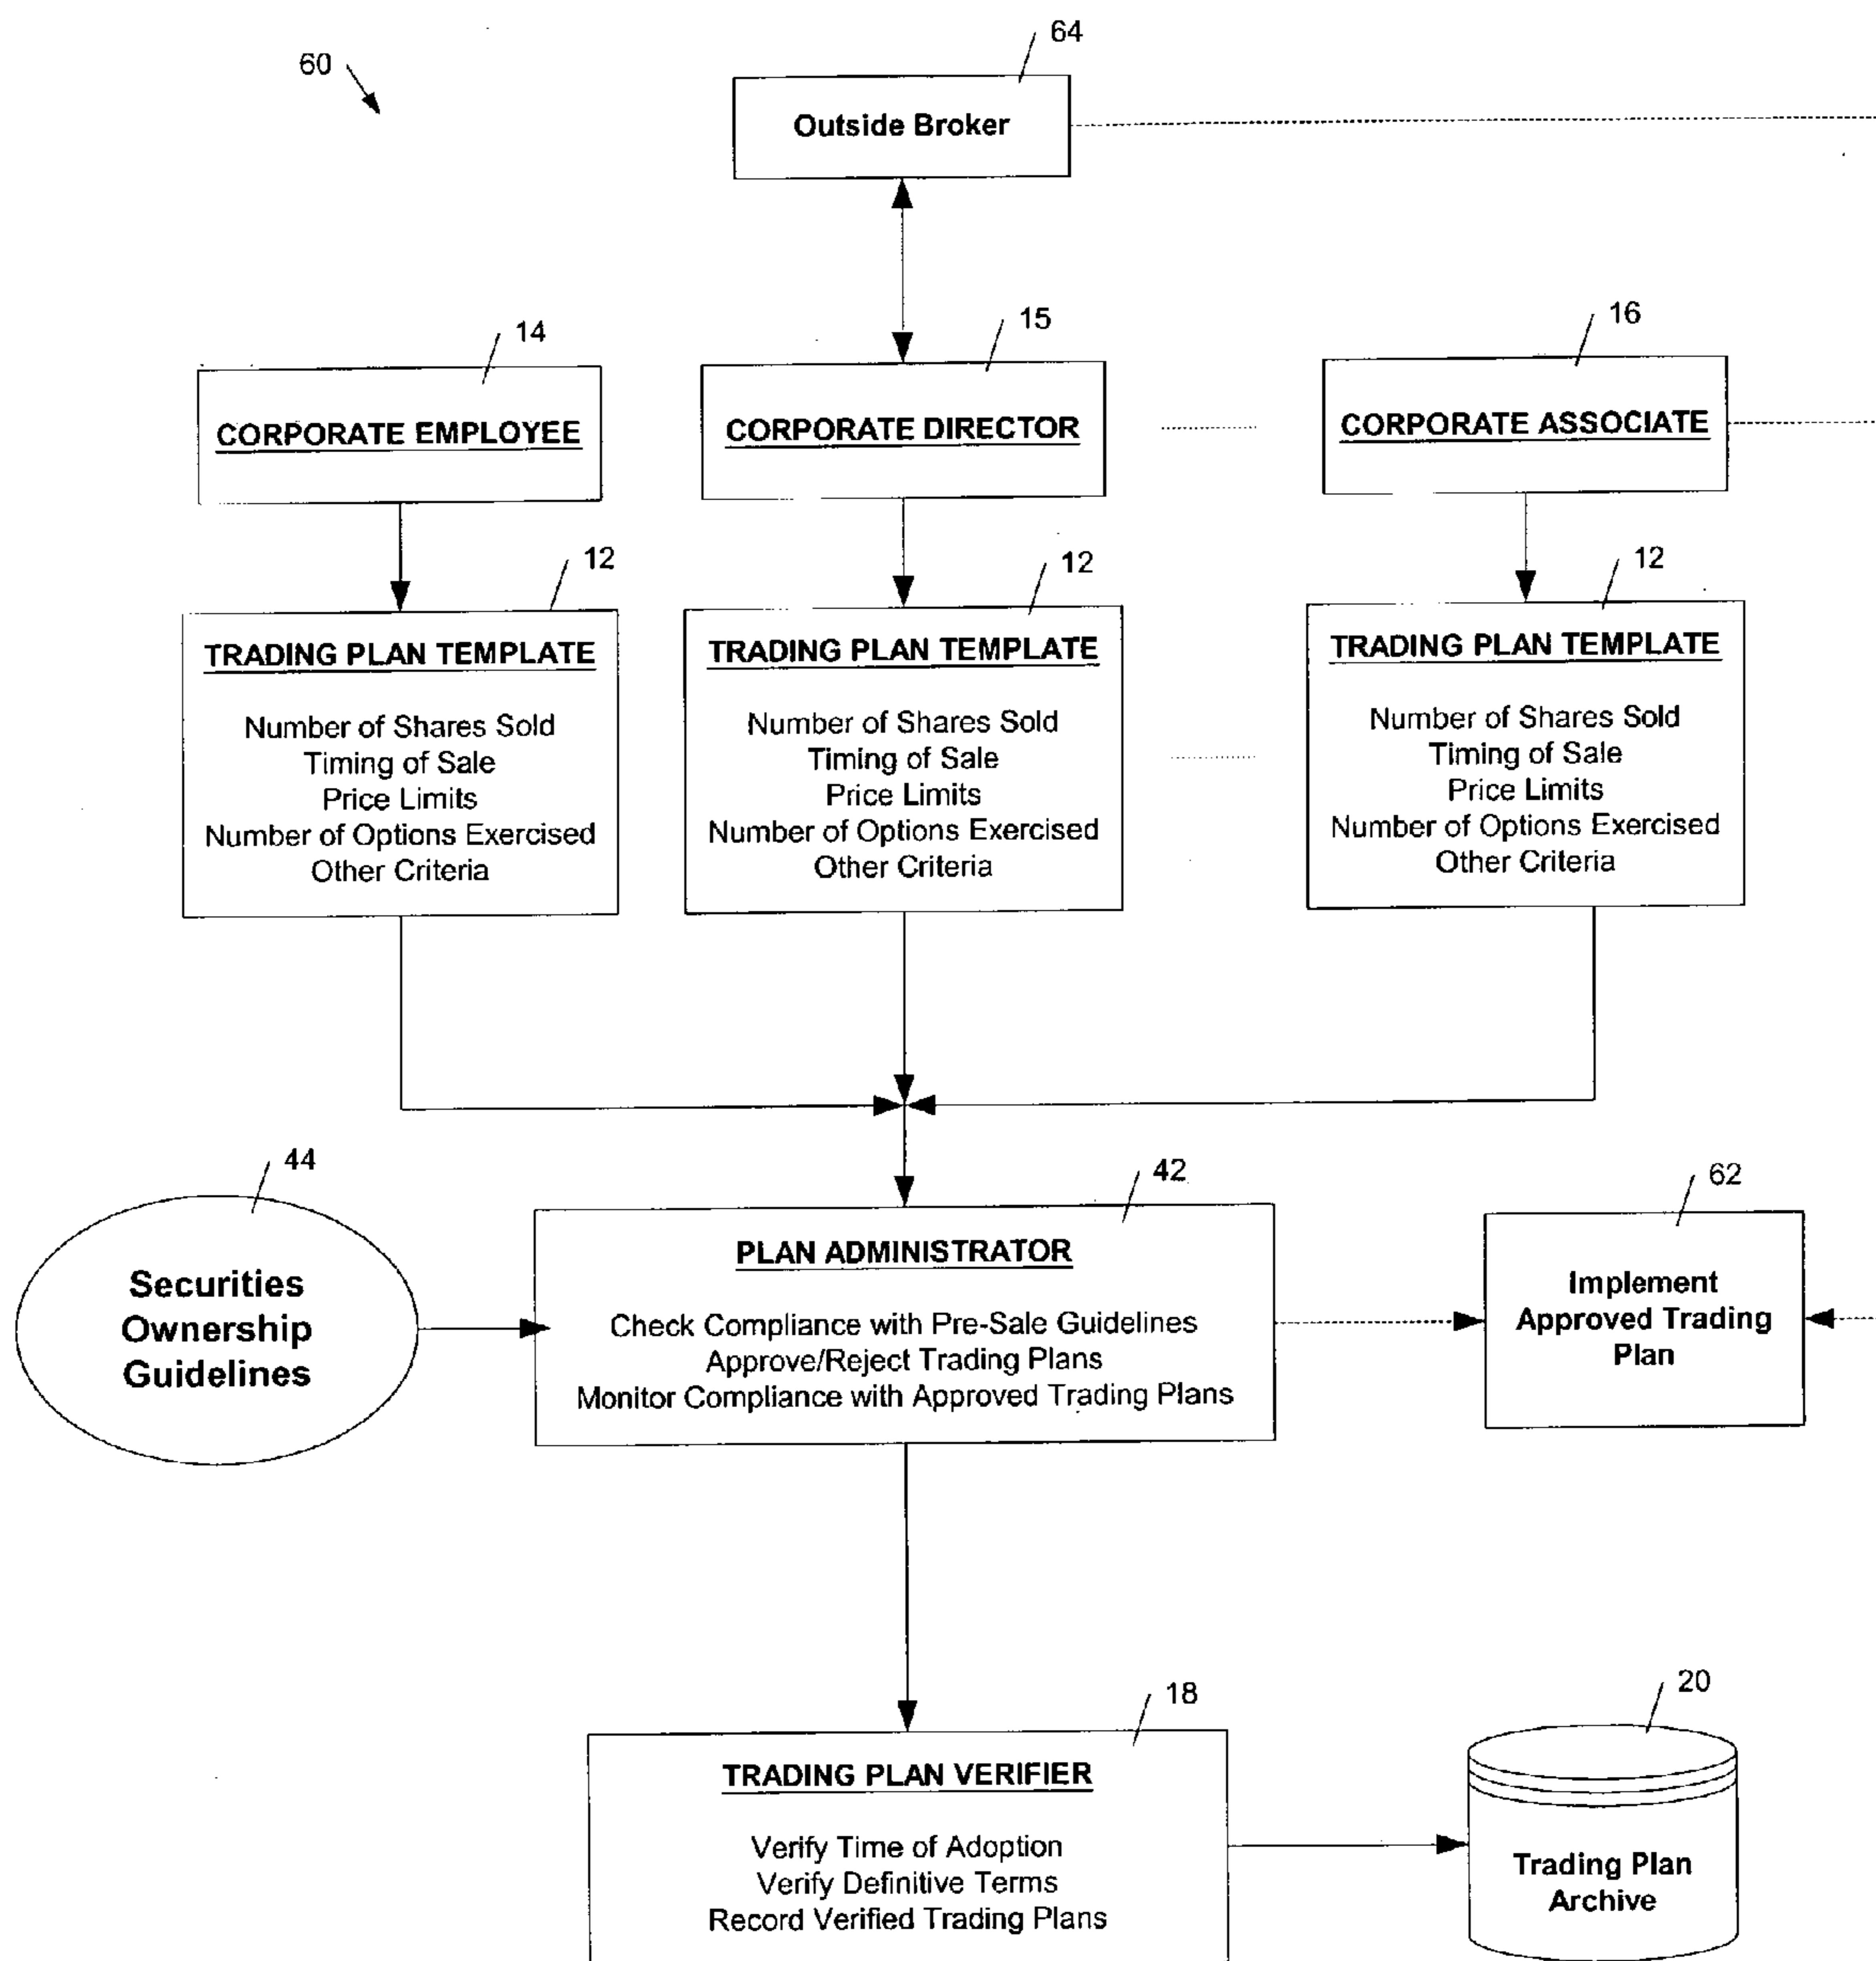 60
64
Outside Broker
14
15
16
CORPORATE EMPLOYEE
CORPORATE DIRECTOR
CORPORATE ASSOCIATE
12
12
12
TRADING PLAN TEMPLATE
Number of Shares Sold
Timing of Sale
Price Limits
Number of Options Exercised
Other Criteria
TRADING PLAN TEMPLATE
Number of Shares Sold
Timing of Sale
Price Limits
Number of Options Exercised
Other Criteria
TRADING PLAN TEMPLATE
Number of Shares Sold
Timing of Sale
Price Limits
Number of Options Exercised
Other Criteria
44
Securities
Ownership
Guidelines
42
PLAN ADMINISTRATOR
Check Compliance with Pre-Sale Guidelines
Approve/Reject Trading Plans
Monitor Compliance with Approved Trading Plans
62
Implement
Approved Trading
Plan
18
TRADING PLAN VERIFIER
Verify Time of Adoption
Verify Definitive Terms
Record Verified Trading Plans
20
Trading Plan
Archive